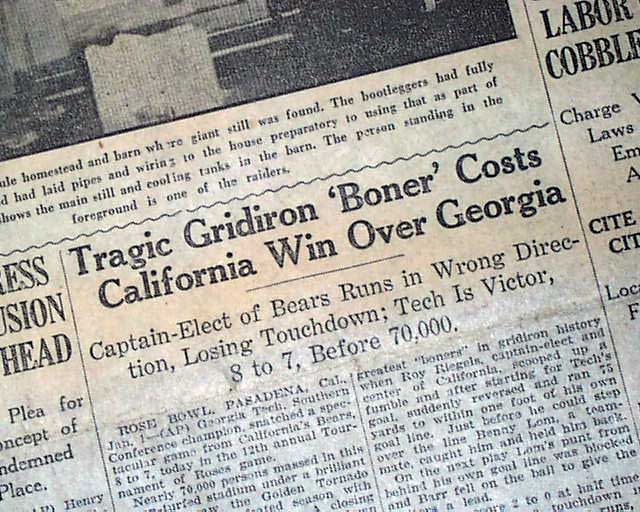 ule homestead and barn wh re giant still was found. The bootleggers had fully
d had laid pipes and wiring to the house preparatory to using that as part of
hows the main still and cooling tanks in the barn. The person standing in the
foreground is one of the raiders.
RESS
USION
HEAD
Plea for
oncept of
ndemned
Place.
P) Henry
Tragic Gridiron 'Boner' Costs
California Win Over Georgia
Captain-Elect of Bears Runs in Wrong Direc-
tion, Losing Touchdown; Tech Is Victor,
8 to 7, Before 70,000.
ROSE BOWL, PASADENA, Cal.,
Jan. 1—(AP) Georgia Tech, Southern
Conference champion, snatched a spec-
tacular game from California's Bears,
8 to 7, today in the 12th annual Tour-
nament of Roses game.
Nearly 70,000 persons massed in this
stadium under a brilliant
the Golden Tornado
season with
closing
greatest "boners" in gridiron history
when Roy Riegels, captain-elect and
center of California, scooped up a
fumble and after starting for Tech's
goal, suddenly reversed and ran 75
yards to within one foot of his own
goal line. Just before he could step
over the line Benny Lom, a team-
mate, caught him and held him back.
On the next play Lom's punt from
behind his own goal line was blocked
and Barr fell on the ball to give the
a lead.
2 to 0 at half time
touchdown
runs,
LABOR
COBBLE
Charge
Laws
Em
A
CITE
CIT
Loca
F